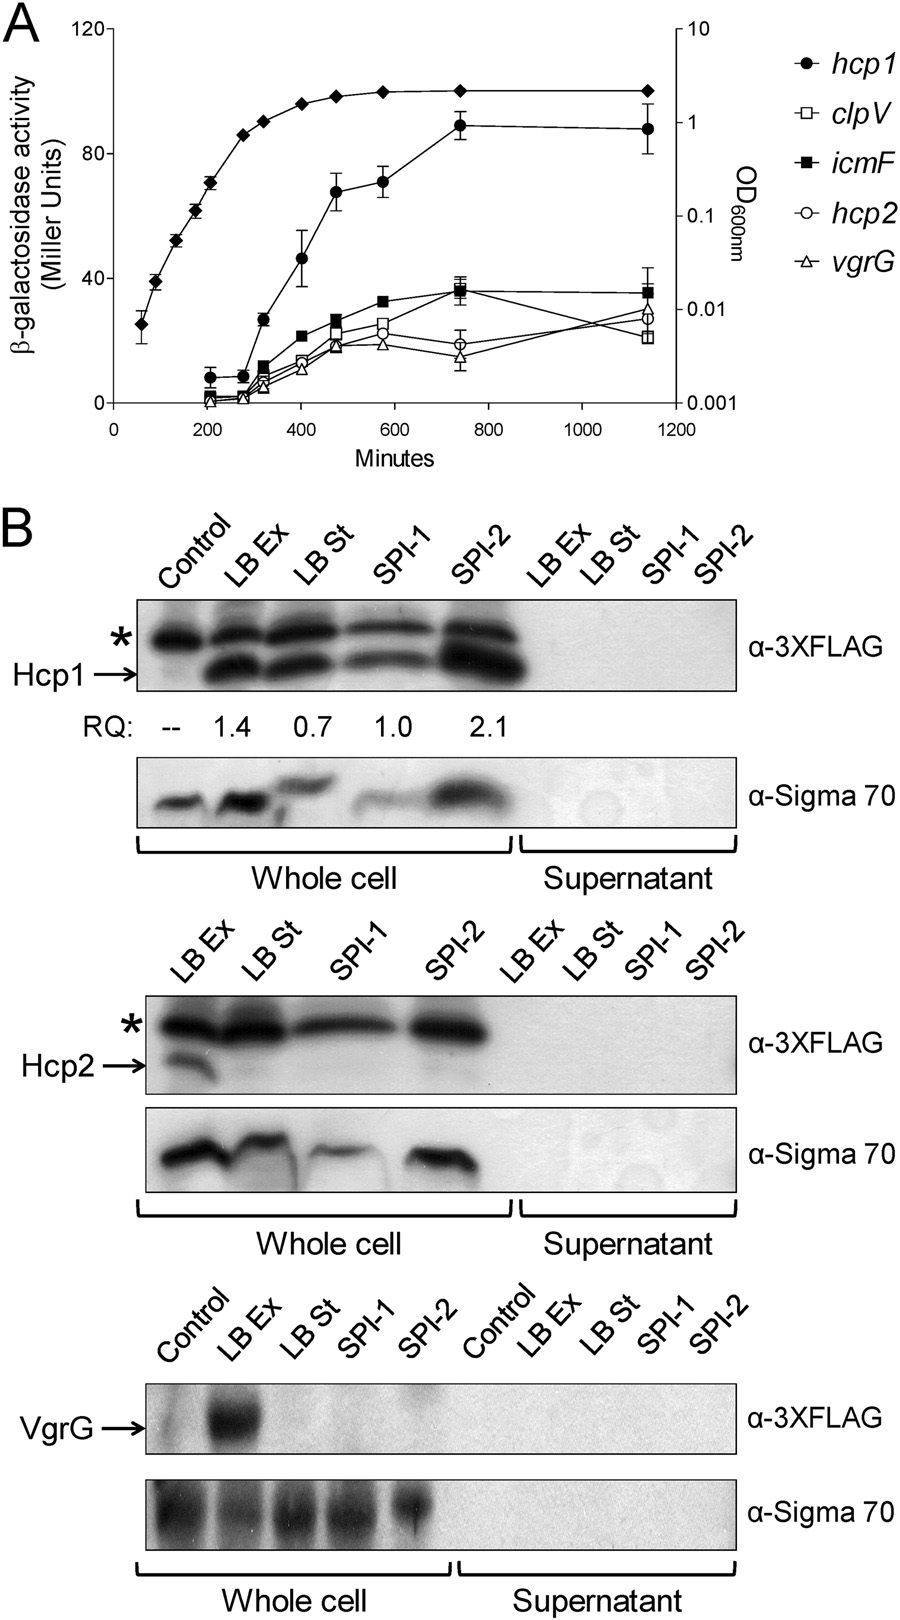 A
120
80
40
0
β-galactosidase activity
(Miller Units)
10
1
0.1
0.01
0.001
OD600nm
0 200 400 600 800 1000 1200
Minutes
hcp1
clpV
icmF
hcp2
vgrG
B
Control LB Ex LB St SPI-1 SPI-2 LB Ex LB St SPI-1 SPI-2
*
Hcp1
α-3XFLAG
RQ: -- 1.4 0.7 1.0 2.1
α-Sigma 70
Whole cell Supernatant
LB Ex LB St SPI-1 SPI-2 LB Ex LB St SPI-1 SPI-2
*
Hcp2
α-3XFLAG
α-Sigma 70
Whole cell Supernatant
Control LB Ex LB St SPI-1 SPI-2 Control LB Ex LB St SPI-1 SPI-2
VgrG
α-3XFLAG
α-Sigma 70
Whole cell Supernatant